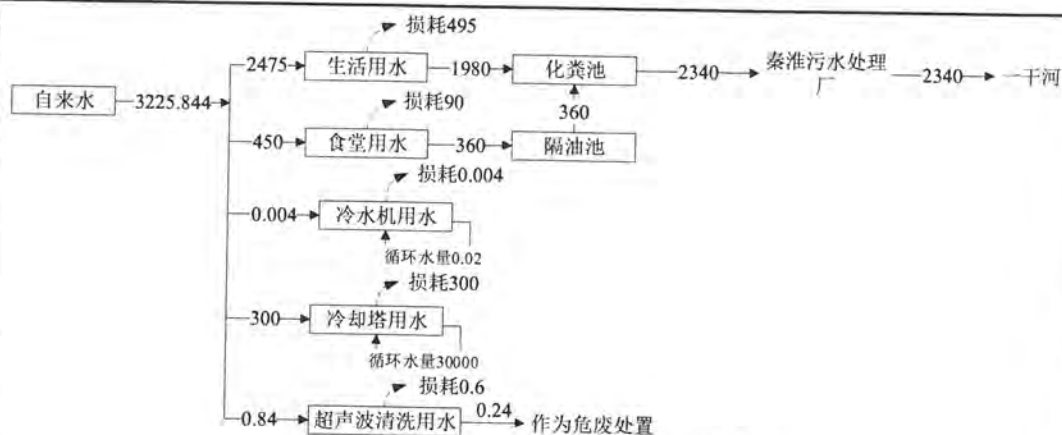 损耗495
2475 生活用水 1980 化粪池 2340 秦淮污水处理厂 2340 一干河
自来水 3225.844
损耗90
360
450 食堂用水 360 隔油池
损耗0.004
0.004 冷水机用水
循环水量0.02
损耗300
300 冷却塔用水
循环水量30000
损耗0.6
0.84 超声波清洗用水 0.24 作为危废处置